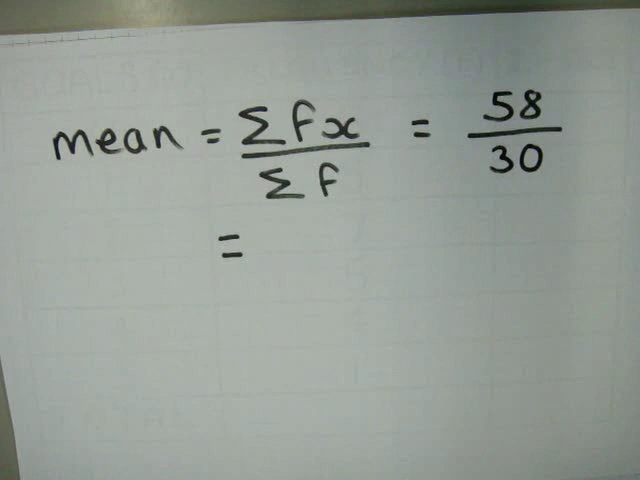 mean = Σfx / Σf = 58 / 30
=